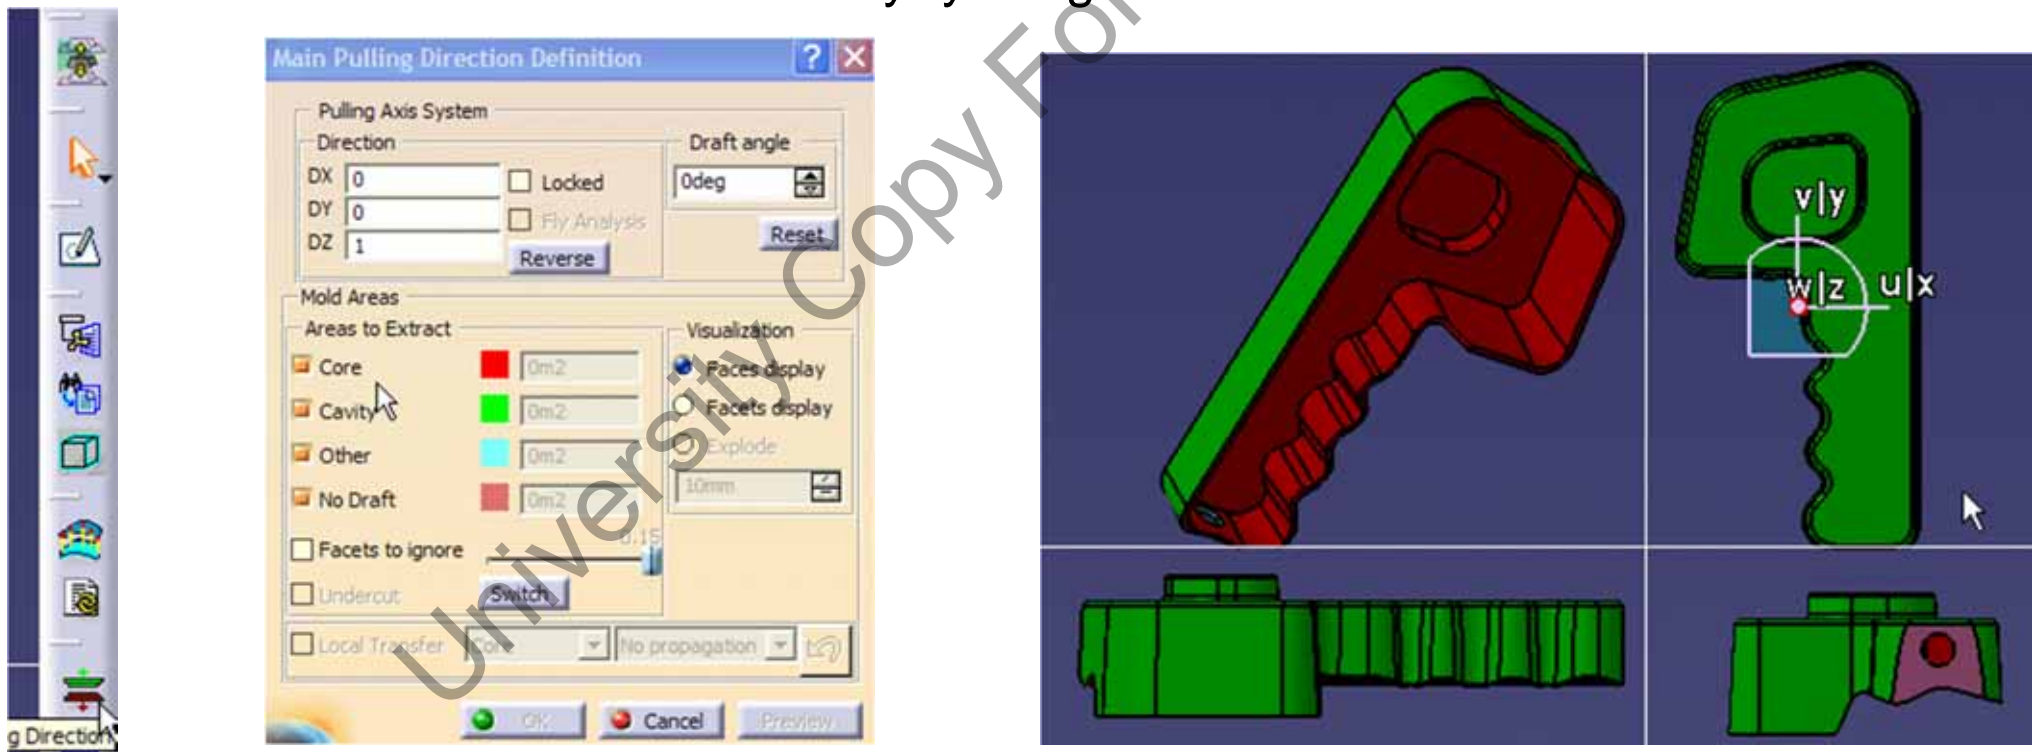 g Direction
Main Pulling Direction Definition
?
Pulling Axis System
Direction
DX 0
DY 0
DZ 1
Locked
Fly Analysis
Reverse
Draft angle
0deg
Reset
Mold Areas
Areas to Extract
Core 0m2
Cavity 0m2
Other 0m2
No Draft 0m2
Facets to ignore 0.15
Undercut
Switch
Visualization
Faces display
Facets display
Explode
10mm
Local Transfer Core No propagation
OK Cancel Preview
v|y
w|z u|x
University Copy For